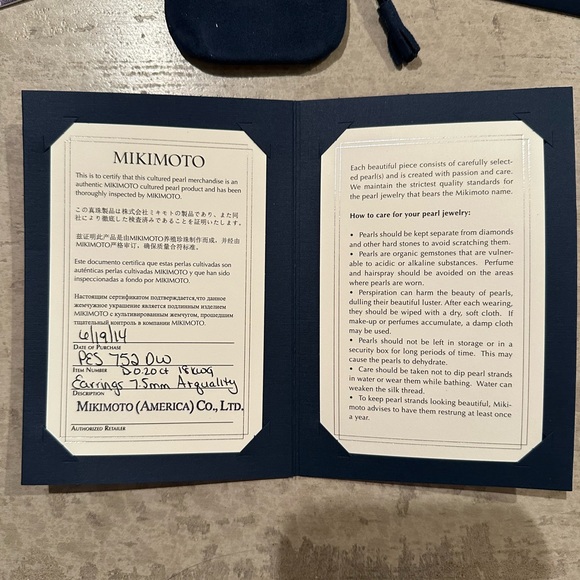 MIKIMOTO
This is to certify that this cultured pearl merchandise is an
authentic MIKIMOTO cultured pearl product and has been
thoroughly inspected by MIKIMOTO.
この真珠製品は株式会社ミキモトの製品であり、また同
社により徹底した検査済みであることを証明いたします。
兹证明此产品是由MIKIMOTO养殖珍珠制作而成，并经由
MIKIMOTO严格审订，确保质量合符标准。
Este documento certifica que estas perlas cultivadas son
auténticas perlas cultivadas MIKIMOTO y que han sido
inspeccionadas a fondo por MIKIMOTO.
Настоящим сертификатом подтверждается,что данное
жемчужное украшение является подлинным изделием
MIKIMOTO с культивированным жемчугом, прошедшим
тщательный контроль в компании MIKIMOTO.
6/19/14
DATE OF PURCHASE
PES 752 DW
ITEM NUMBER D0.20ct 18kwg
Earrings 7.5mm A+quality
DESCRIPTION
MIKIMOTO (AMERICA) CO., LTD.
AUTHORIZED RETAILER
Each beautiful piece consists of carefully select-
ed pearl(s) and is created with passion and care.
We maintain the strictest quality standards for
the pearl jewelry that bears the Mikimoto name.
How to care for your pearl jewelry:
• Pearls should be kept separate from diamonds
and other hard stones to avoid scratching them.
• Pearls are organic gemstones that are vulner-
able to acidic or alkaline substances. Perfume
and hairspray should be avoided on the areas
where pearls are worn.
• Perspiration can harm the beauty of pearls,
dulling their beautiful luster. After each wearing,
they should be wiped with a dry, soft cloth. If
make-up or perfumes accumulate, a damp cloth
may be used.
• Pearls should not be left in storage or in a
security box for long periods of time. This may
cause the pearls to dehydrate.
• Care should be taken not to dip pearl strands
in water or wear them while bathing. Water can
weaken the silk thread.
• To keep pearl strands looking beautiful, Miki-
moto advises to have them restrung at least once
a year.